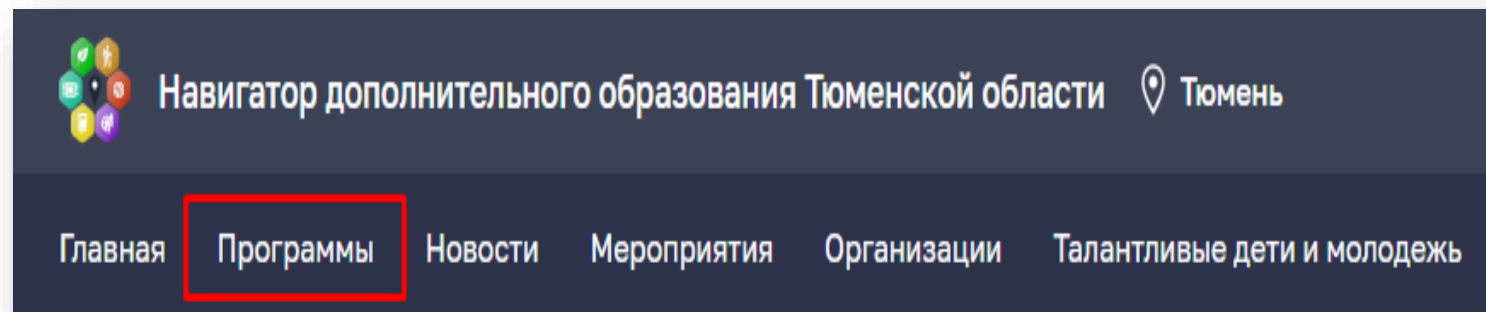 Навигатор дополнительного образования Тюменской области Тюмень
Главная Программы Новости Мероприятия Организации Талантливые дети и молодежь